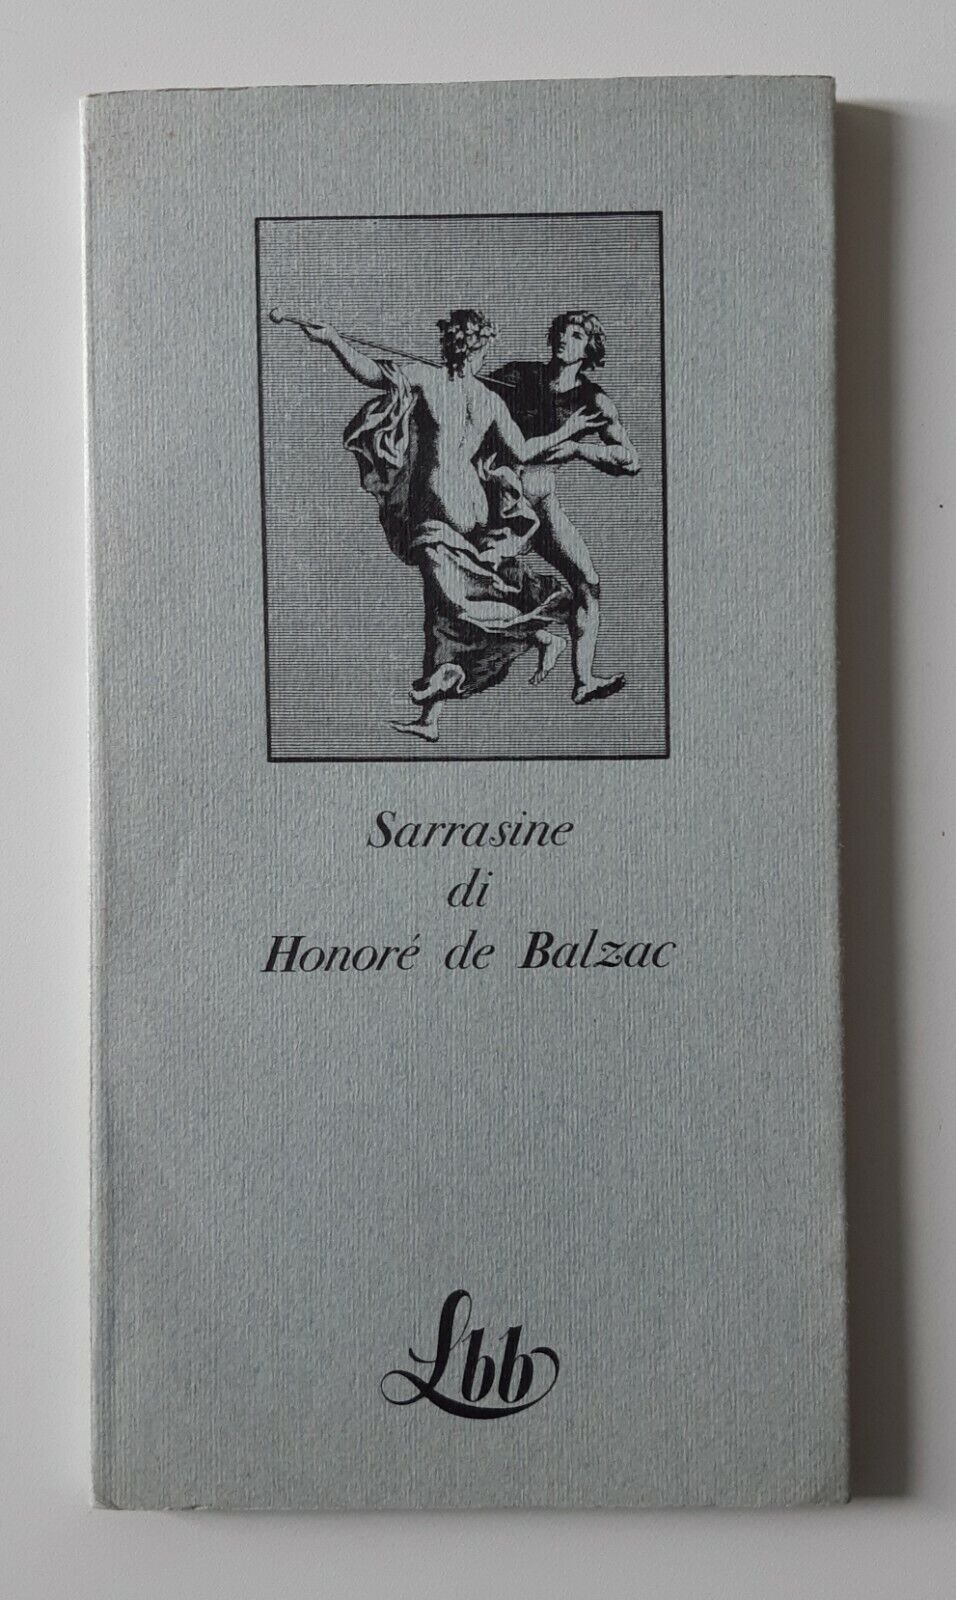 Sarrasine
di
Honoré de Balzac
Lbb